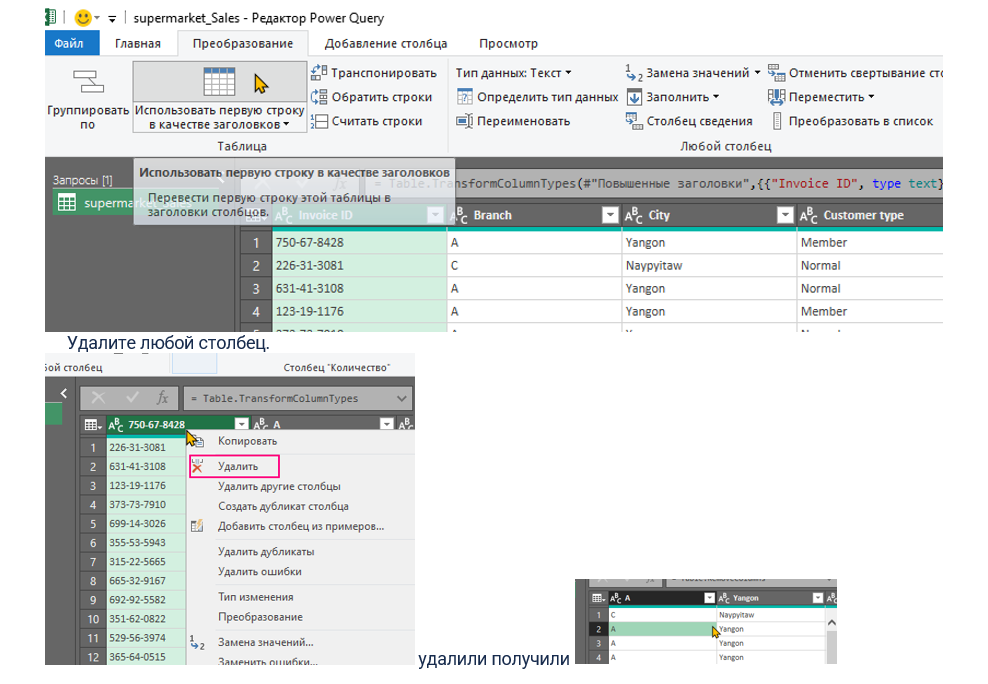 supermarket_Sales - Редактор Power Query
Файл Главная Преобразование Добавление столбца Просмотр
Группировать по
Использовать первую строку в качестве заголовков
Транспонировать
Обратить строки
Считать строки
Таблица
Тип данных: Текст
Определить тип данных
Переименовать
Замена значений
Заполнить
Столбец сведения
Отменить свертывание сто
Переместить
Преобразовать в список
Любой столбец
Использовать первую строку в качестве заголовков
Перевести первую строку этой таблицы в
заголовки столбцов.
Запросы [1]
supermarket
= Table.TransformColumnTypes(#"Повышенные заголовки",{{"Invoice ID", type text}
Invoice ID Branch City Customer type
1 750-67-8428 A Yangon Member
2 226-31-3081 C Naypyitaw Normal
3 631-41-3108 A Yangon Normal
4 123-19-1176 A Yangon Member
Удалите любой столбец.
бой столбец Столбец "Количество"
fx = Table.TransformColumnTypes
750-67-8428 A
1 226-31-3081
2 631-41-3108
3 123-19-1176
4 373-73-7910
5 699-14-3026
6 355-53-5943
7 315-22-5665
8 665-32-9167
9 692-92-5582
10 351-62-0822
11 529-56-3974
12 365-64-0515
Копировать
Удалить
Удалить другие столбцы
Создать дубликат столбца
Добавить столбец из примеров...
Удалить дубликаты
Удалить ошибки
Тип изменения
Преобразование
Замена значений...
Заменить ошибки...
удалили получили
A Yangon
1 C Naypyitaw
2 A Yangon
3 A Yangon
4 A Yangon